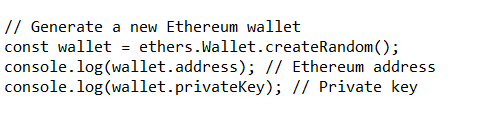 // Generate a new Ethereum wallet
const wallet = ethers.Wallet.createRandom();
console.log(wallet.address); // Ethereum address
console.log(wallet.privateKey); // Private key